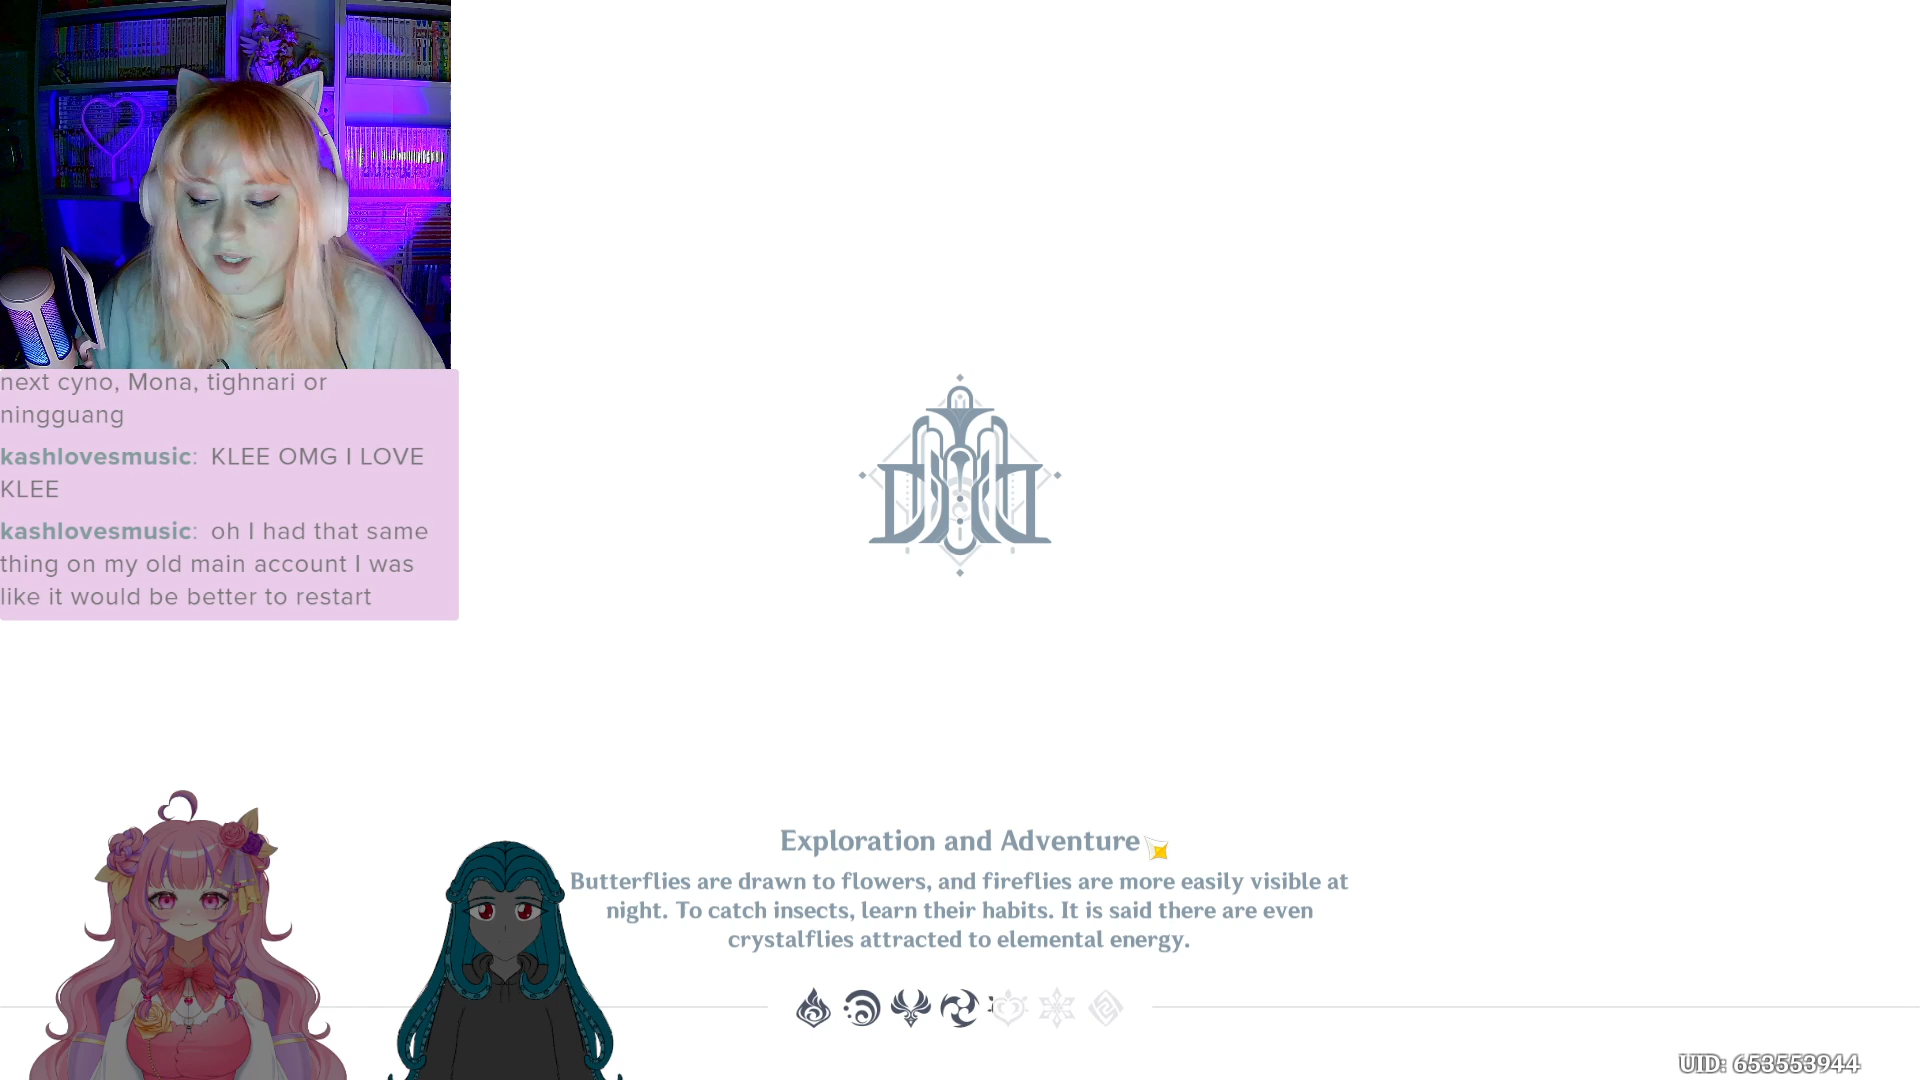 next cyno, Mona, tighnari or
ningguang
kashlovesmusic: KLEE OMG I LOVE
KLEE
kashlovesmusic: oh I had that same
thing on my old main account I was
like it would be better to restart
Exploration and Adventure
Butterflies are drawn to flowers, and fireflies are more easily visible at
night. To catch insects, learn their habits. It is said there are even
crystalflies attracted to elemental energy.
UID: 653553944